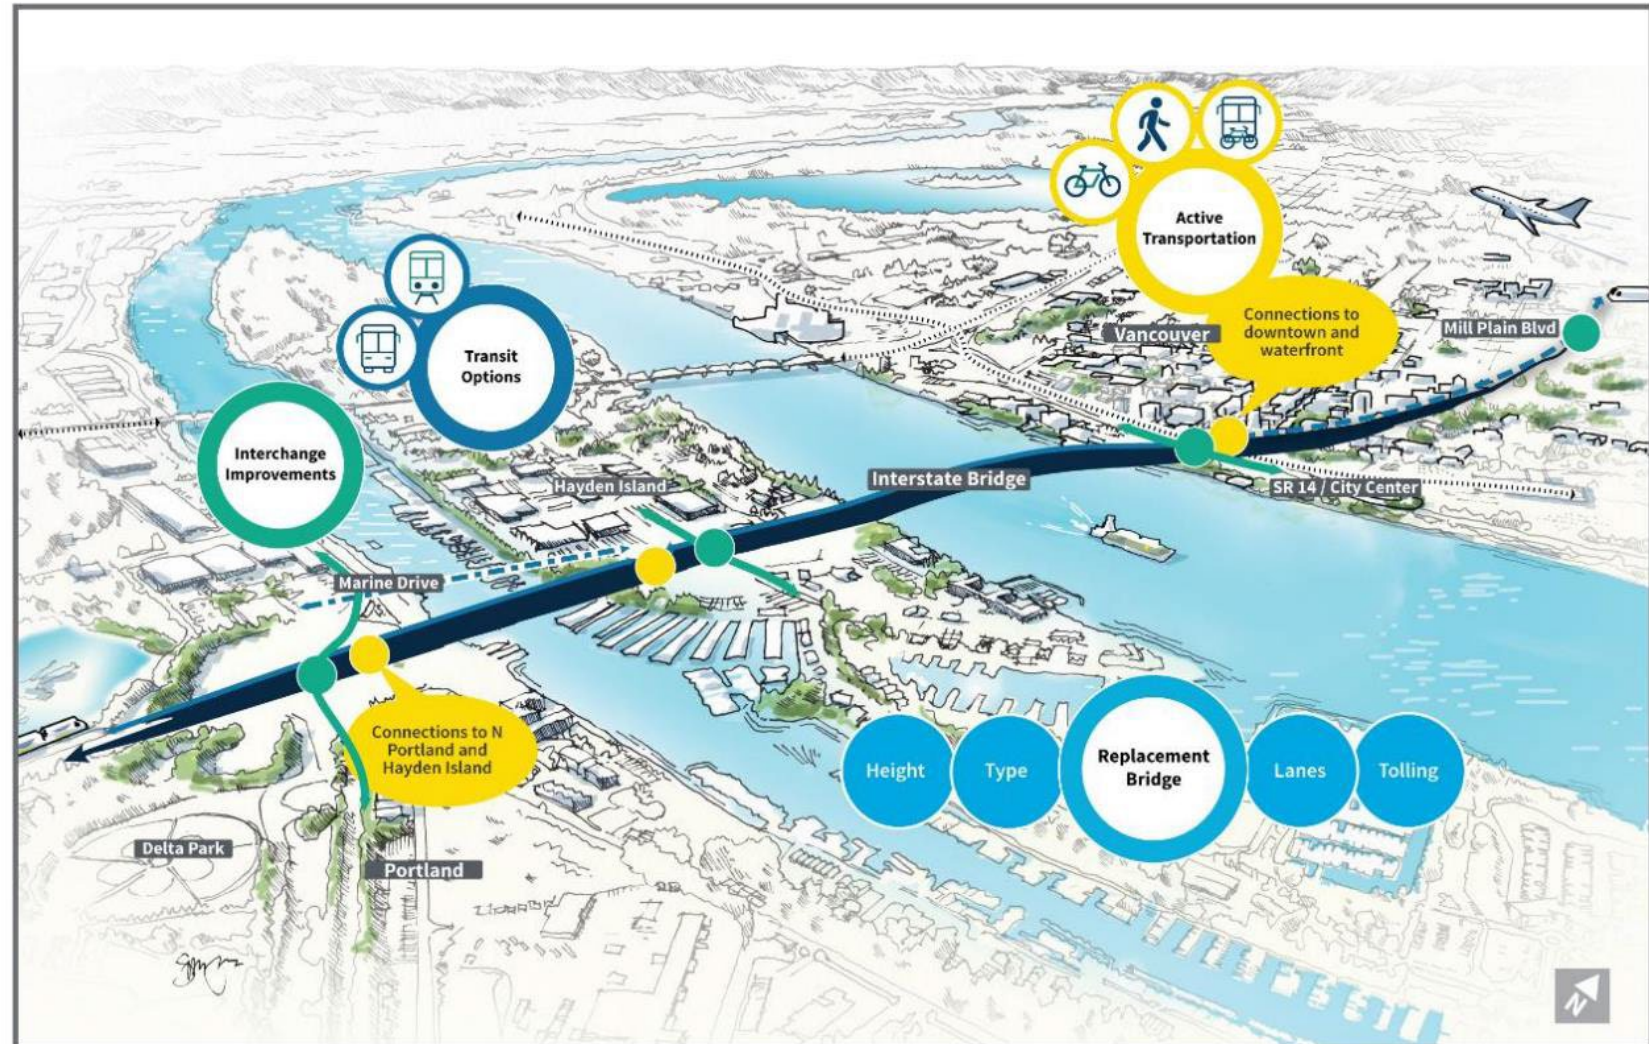 Active
Transportation
Connections to
downtown and
waterfront
Vancouver
Mill Plain Blvd
Transit
Options
Interchange
Improvements
Hayden Island
Interstate Bridge
SR 14 / City Center
Marine Drive
Connections to N
Portland and
Hayden Island
Height
Type
Replacement
Bridge
Lanes
Tolling
Delta Park
Portland
N